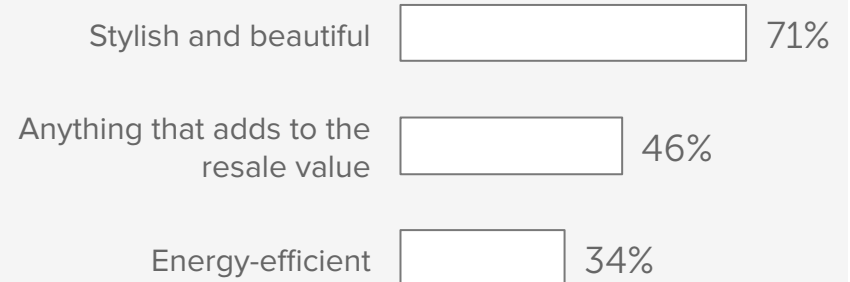 Stylish and beautiful 71%
Anything that adds to the
resale value 46%
Energy-efficient 34%